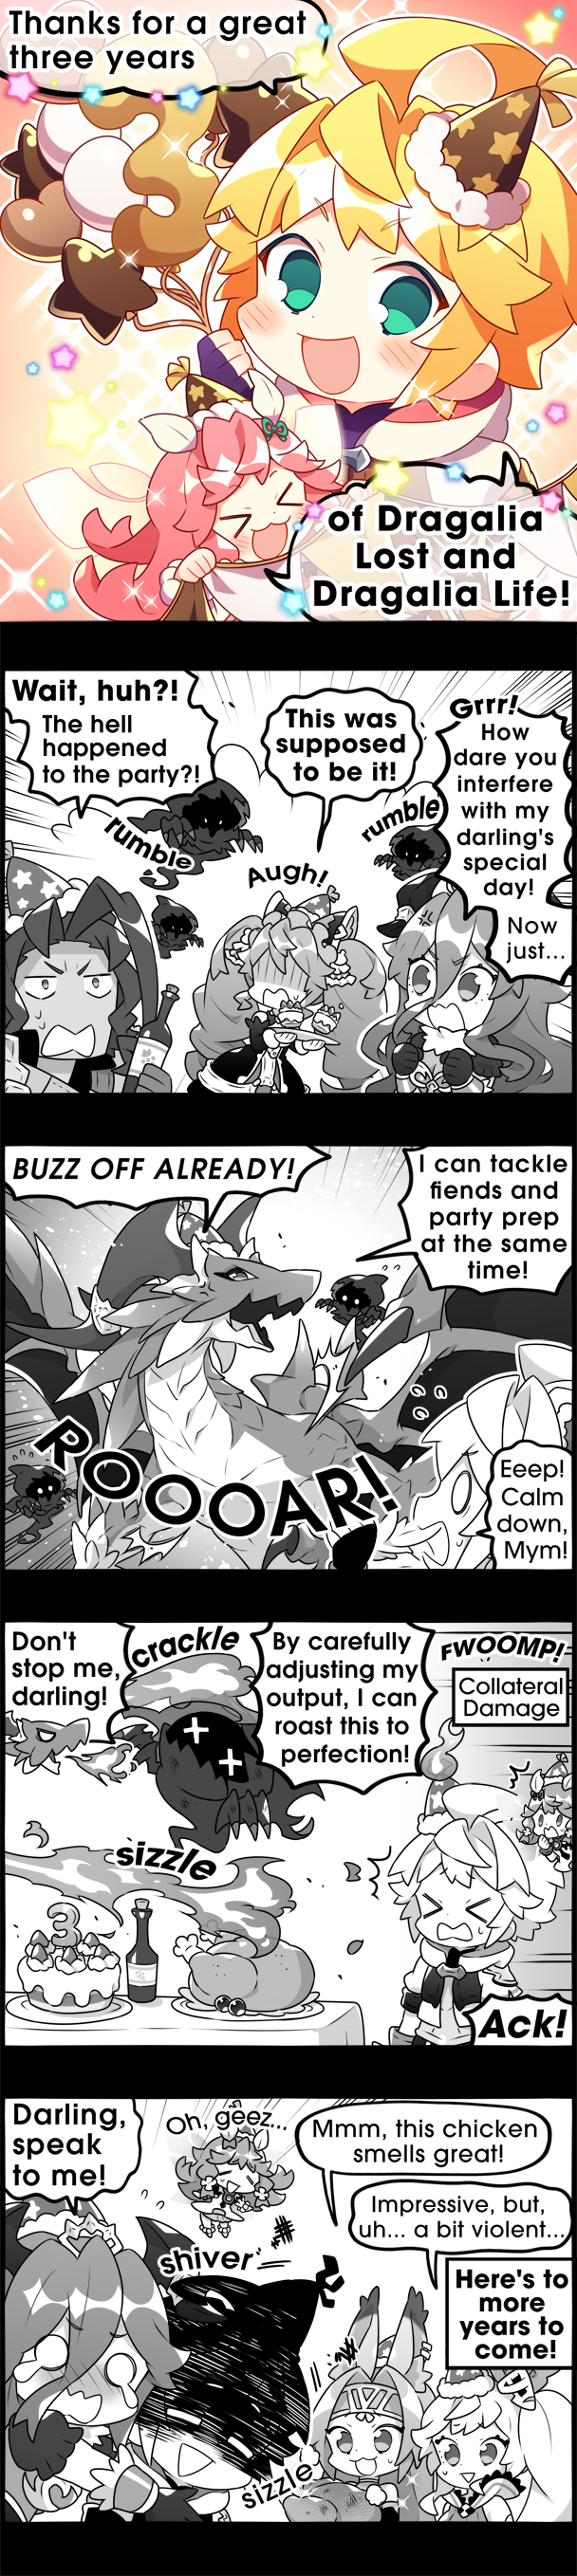 Thanks for a great
three years
3
of Dragalia
Lost and
Dragalia Life!
Wait, huh?!
The hell
happened
to the party?!
This was
supposed
to be it!
Grrr!
How
dare you
interfere
with my
darling's
special
day!
Now
just...
rumble
rumble
Augh!
BUZZ OFF ALREADY!
I can tackle
fiends and
party prep
at the same
time!
ROOOAR!
Eeep!
Calm
down,
Mym!
Don't
stop me,
darling!
crackle
By carefully
adjusting my
output, I can
roast this to
perfection!
FWOOMP!
Collateral
Damage
sizzle
3
Ack!
Darling,
speak
to me!
Oh, geez...
Mmm, this chicken
smells great!
Impressive, but,
uh... a bit violent...
shiver
Here's to
more
years to
come!
sizzle